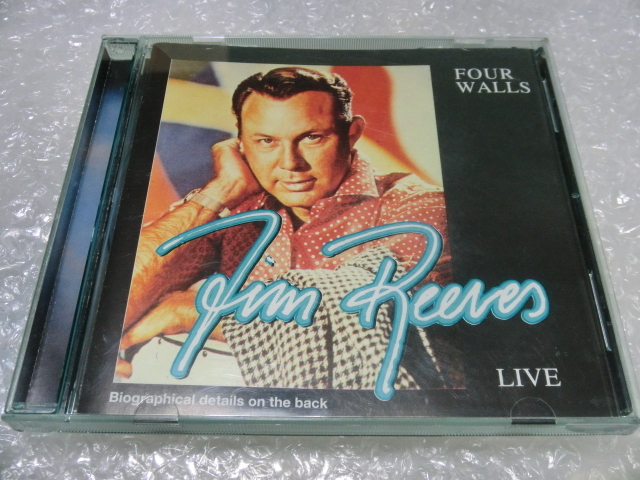 FOUR
WALLS
Jim Reeves
LIVE
Biographical details on the back